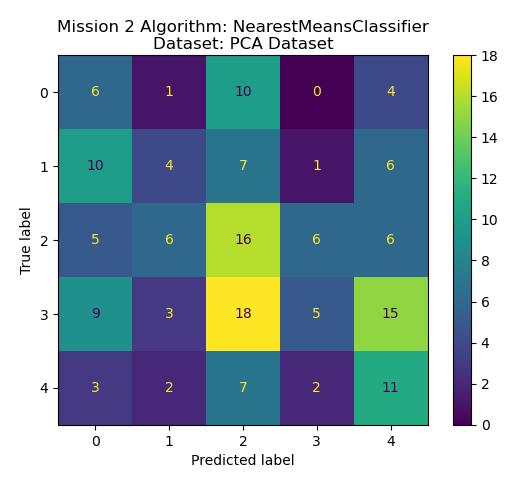 Mission 2 Algorithm: NearestMeansClassifier
Dataset: PCA Dataset
True label
0 6 1 10 0 4
1 10 4 7 1 6
2 5 6 16 6 6
3 9 3 18 5 15
4 3 2 7 2 11
0 1 2 3 4
Predicted label
18
16
14
12
10
8
6
4
2
0